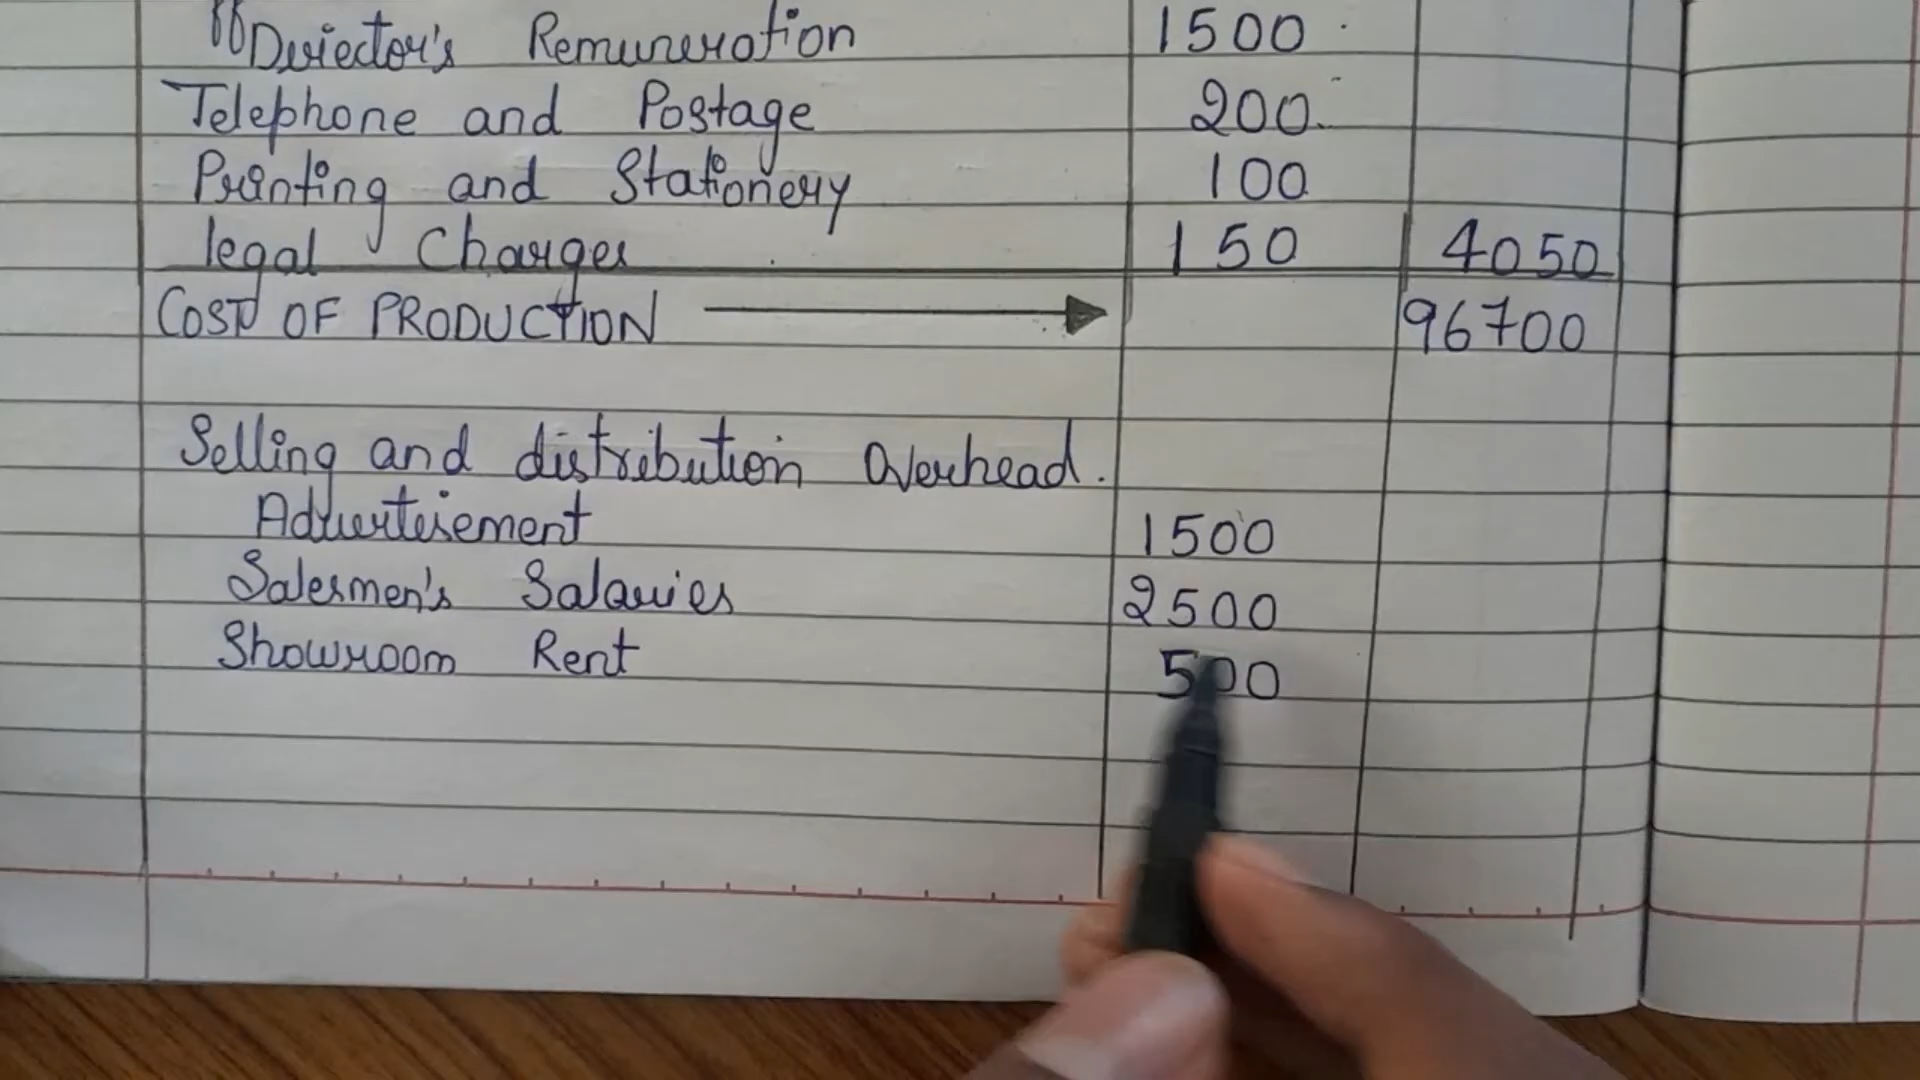 " Director's Remuneration 1500
Telephone and Postage 200
Printing and Stationery 100
legal Charges 150 4050
COST OF PRODUCTION 96700
Selling and distribution Overhead.
Advertisement 1500
Salesmen's Salaries 2500
Showroom Rent 500